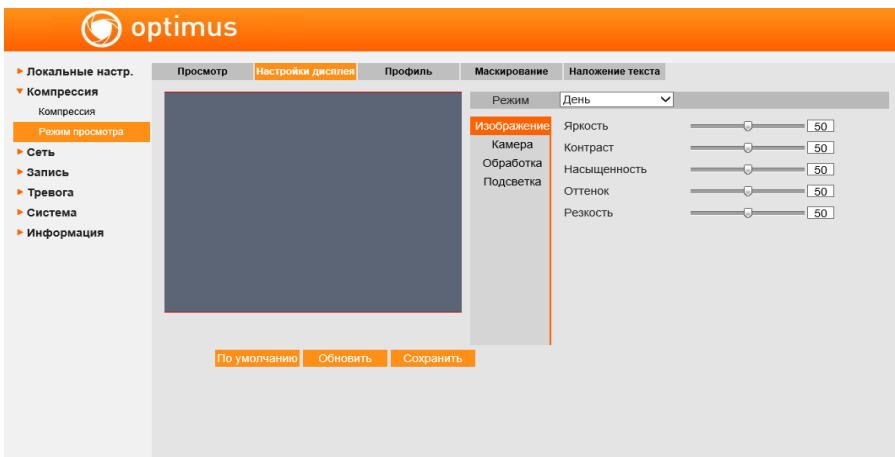 optimus
Локальные настр.
Компрессия
Компрессия
Режим просмотра
Сеть
Запись
Тревога
Система
Информация
Просмотр Настройки дисплея Профиль Маскирование Наложение текста
Режим День
Изображение
Камера
Обработка
Подсветка
Яркость 50
Контраст 50
Насыщенность 50
Оттенок 50
Резкость 50
По умолчанию Обновить Сохранить